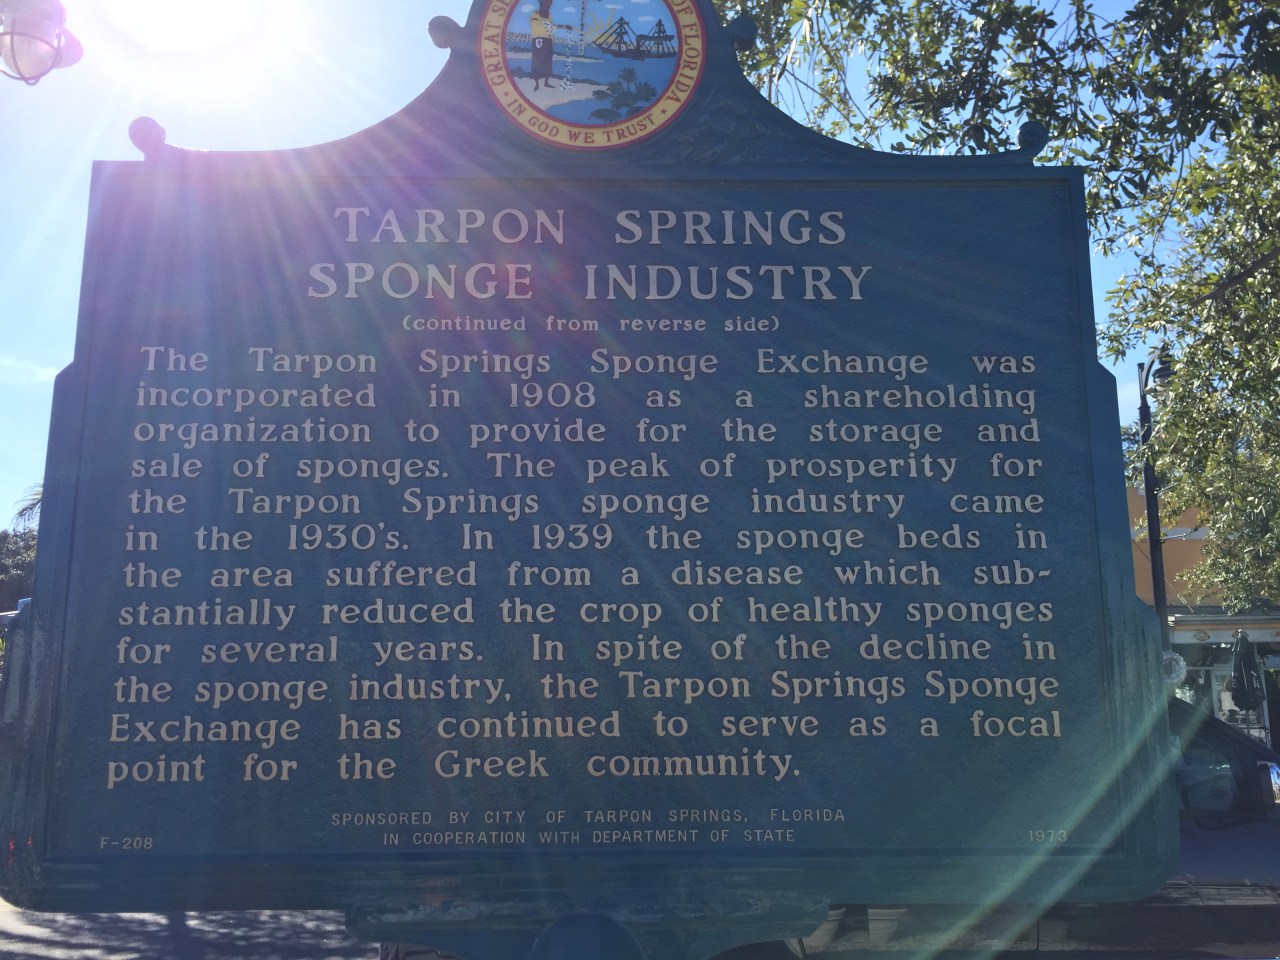 GREAT SE OF FLORIDA
IN GOD WE TRUST
TARPON SPRINGS
SPONGE INDUSTRY
(continued from reverse side)
The Tarpon Springs Sponge Exchange was
incorporated in 1908 as a shareholding
organization to provide for the storage and
sale of sponges. The peak of prosperity for
the Tarpon Springs sponge industry came
in the 1930's. In 1939 the sponge beds in
the area suffered from a disease which sub-
stantially reduced the crop of healthy sponges
for several years. In spite of the decline in
the sponge industry, the Tarpon Springs Sponge
Exchange has continued to serve as a focal
point for the Greek community.
SPONSORED BY CITY OF TARPON SPRINGS, FLORIDA
IN COOPERATION WITH DEPARTMENT OF STATE
F-208 1973